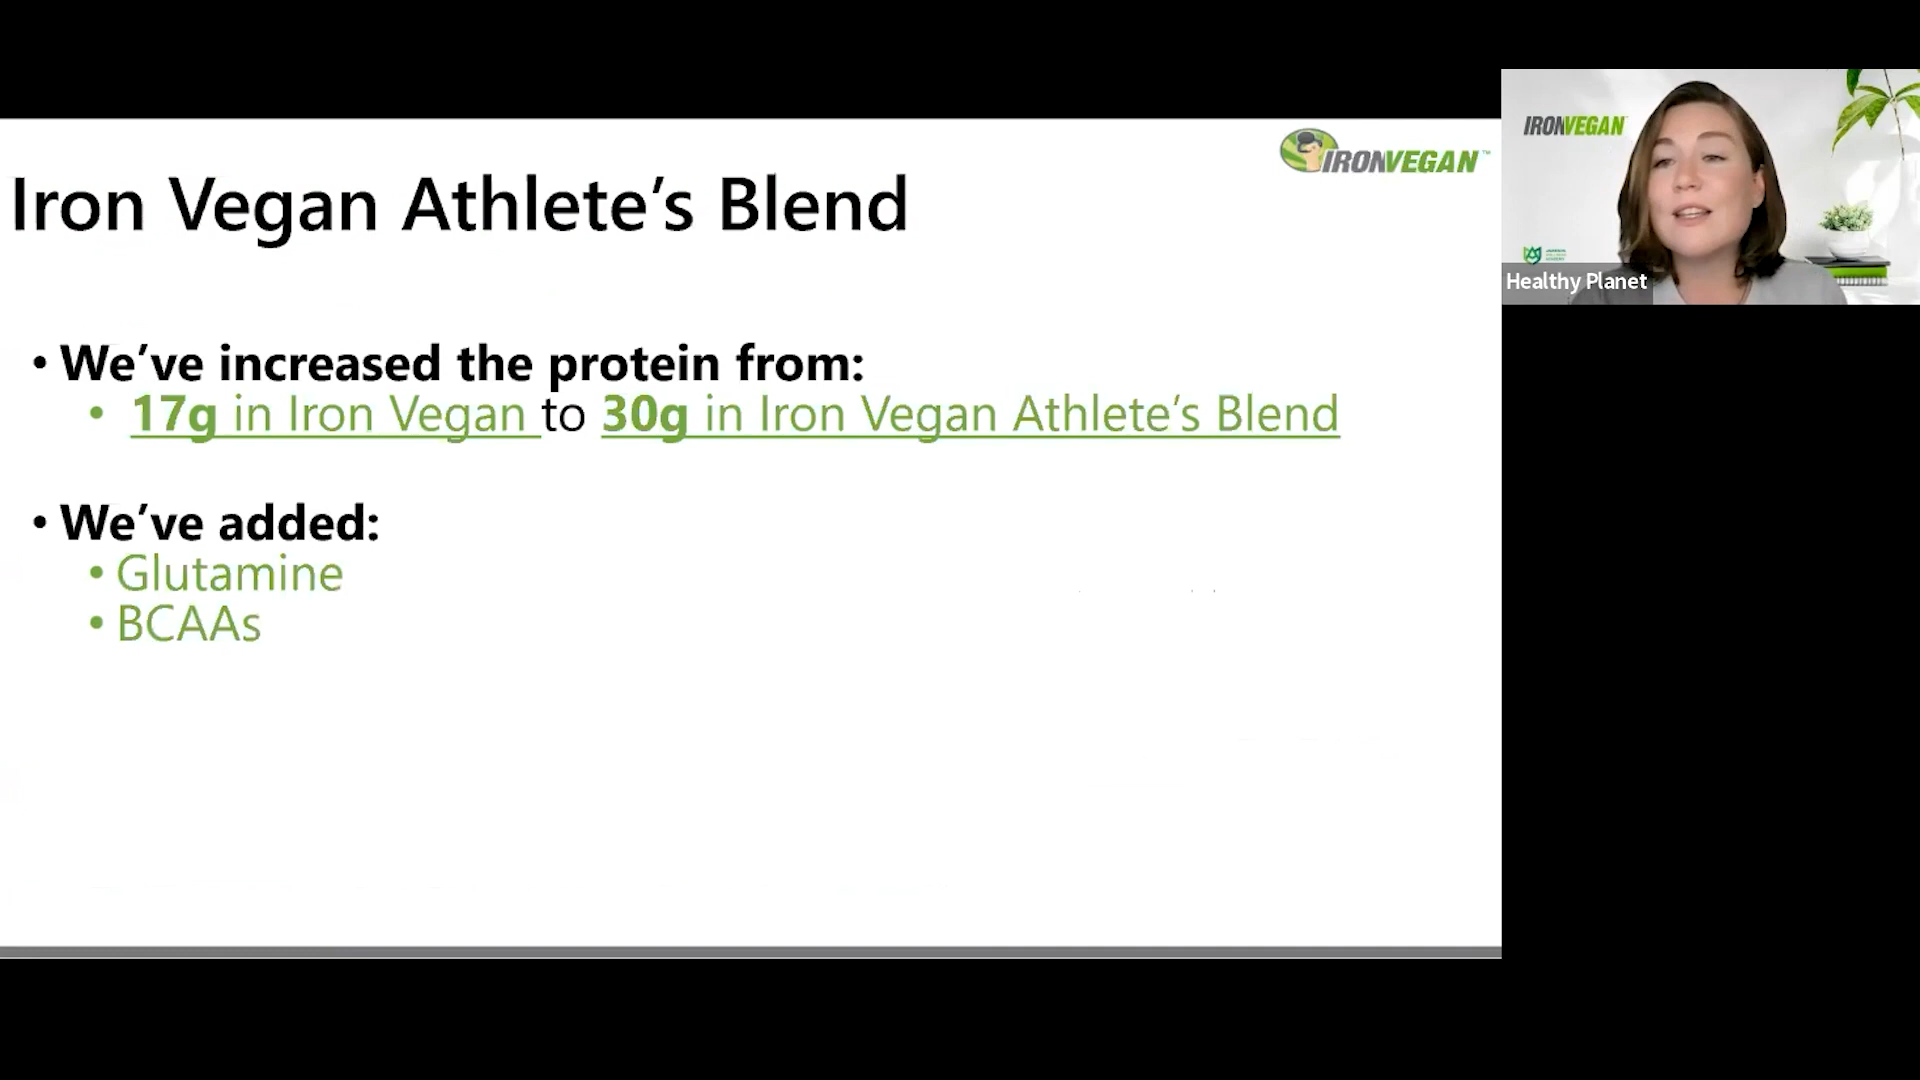 IRONVEGAN™
Iron Vegan Athlete’s Blend
• We’ve increased the protein from:
• 17g in Iron Vegan to 30g in Iron Vegan Athlete’s Blend
• We’ve added:
• Glutamine
• BCAAs
IRONVEGAN
Healthy Planet